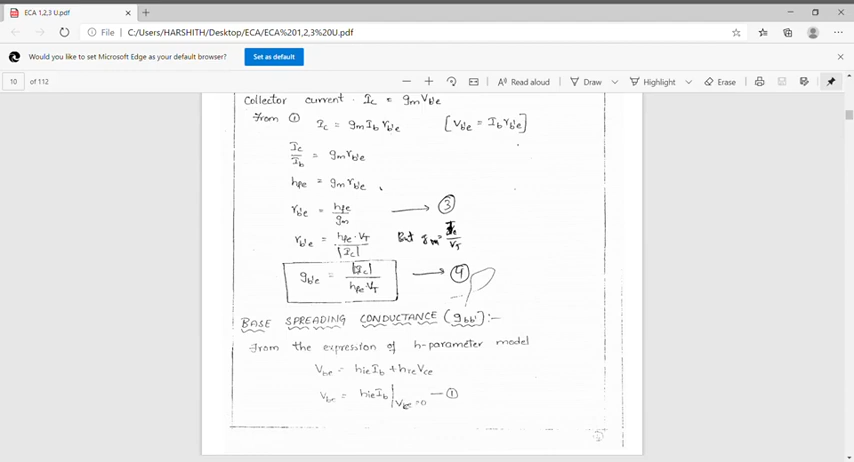 ECA 1,2,3 U.pdf
File | C:/Users/HARSHITH/Desktop/ECA/ECA%201,2,3%20U.pdf
Would you like to set Microsoft Edge as your default browser? Set as default
10 of 112 Read aloud Draw Highlight Erase
Collector current . Ic = gm Vb'e
From ① Ic = gm Ib rb'e [Vb'e = Ib rb'e]
Ic/Ib = gm rb'e
hfe = gm rb'e
rb'e = hfe/gm → ③
rb'e = hfe·VT/|Ic| But gm = Ic/VT
gb'e = |Ic|/hfe·VT → ④
BASE SPREADING CONDUCTANCE (gbb') :-
From the expression of h-parameter model
Vbe = hie Ib + hre Vce
Vbe = hie Ib |Vce=0 — ①